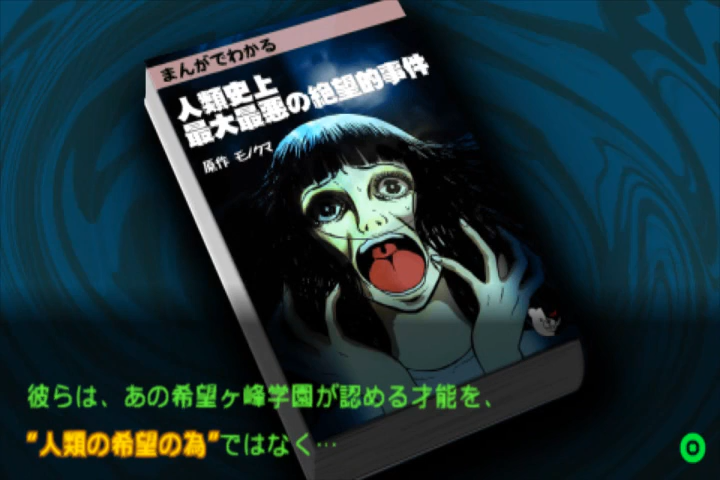 まんがでわかる
人類史上
最大最悪の絶望的事件
原作 モノクマ
彼らは、あの希望ヶ峰学園が認める才能を、
“人類の希望の為”ではなく…